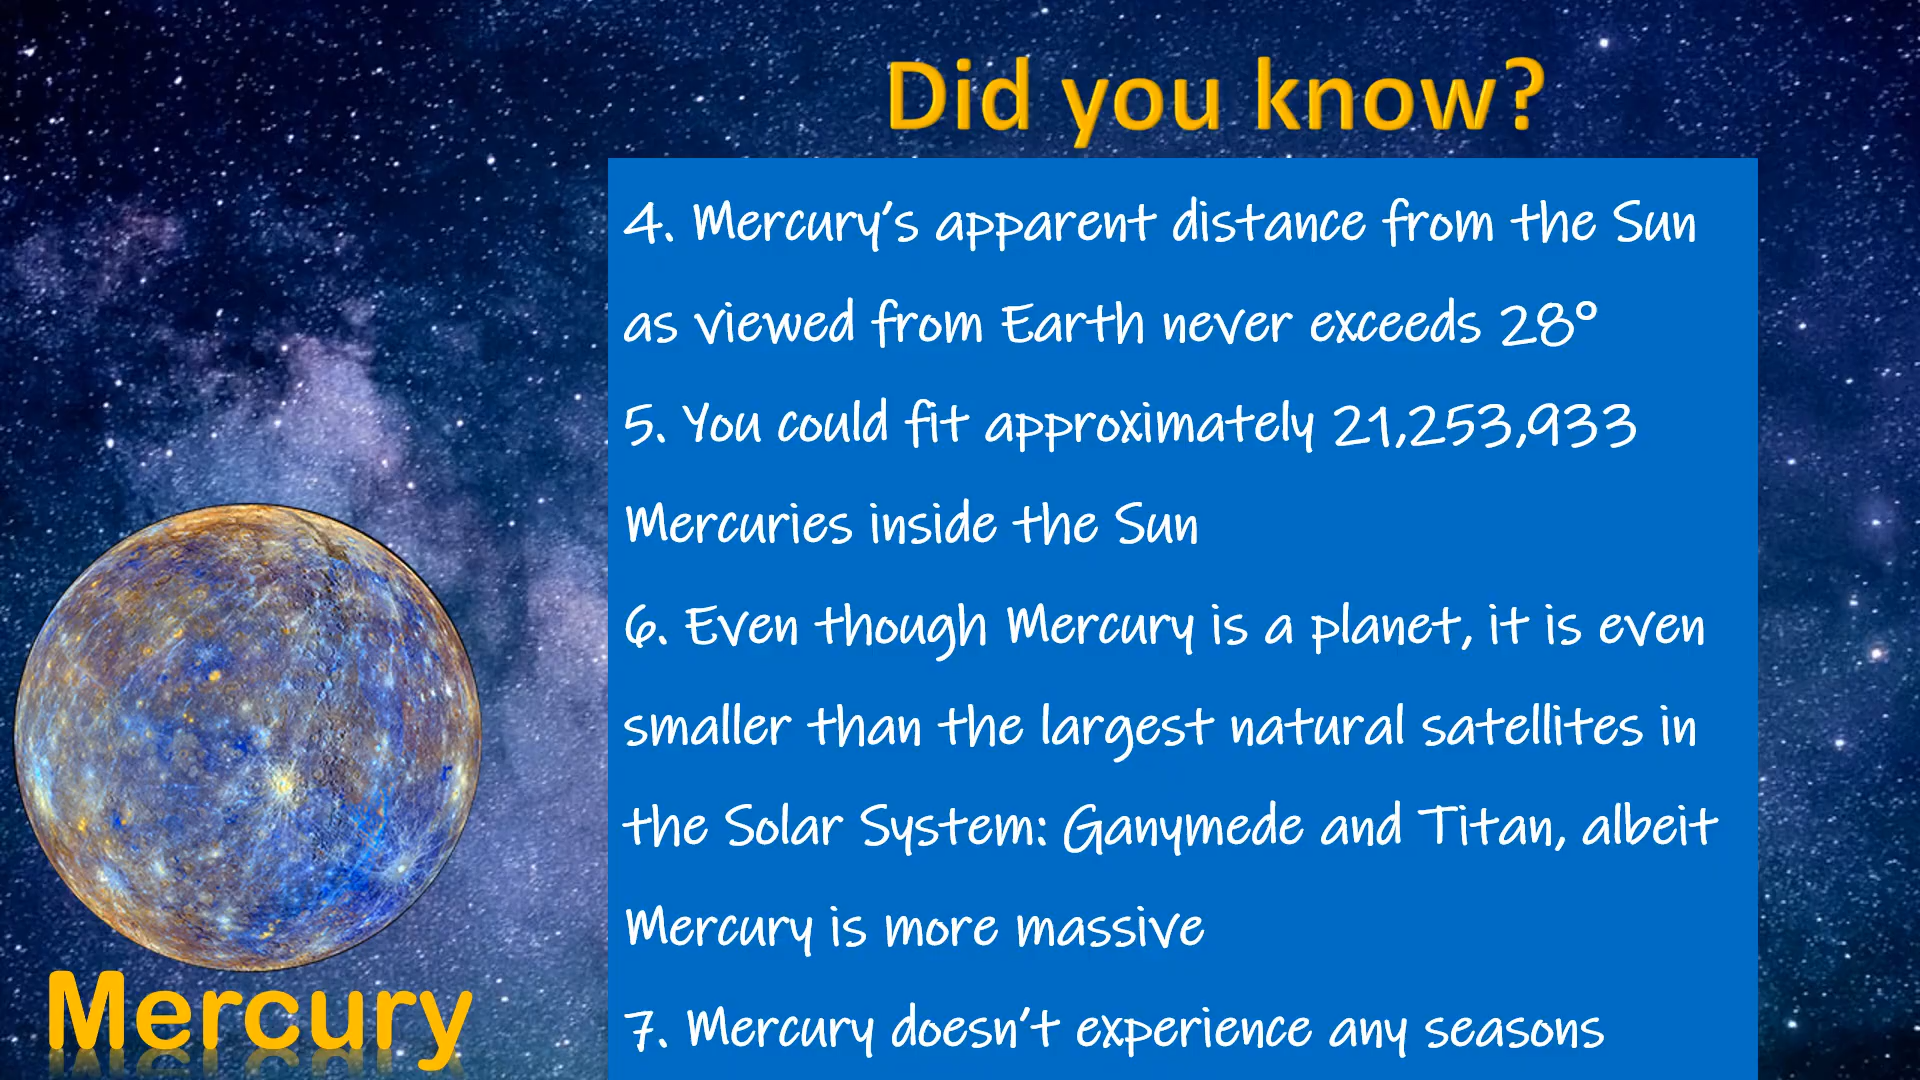 Did you know?
4. Mercury's apparent distance from the Sun
as viewed from Earth never exceeds 28°
5. You could fit approximately 21,253,933
Mercuries inside the Sun
6. Even though Mercury is a planet, it is even
smaller than the largest natural satellites in
the Solar System: Ganymede and Titan, albeit
Mercury is more massive
7. Mercury doesn't experience any seasons
Mercury